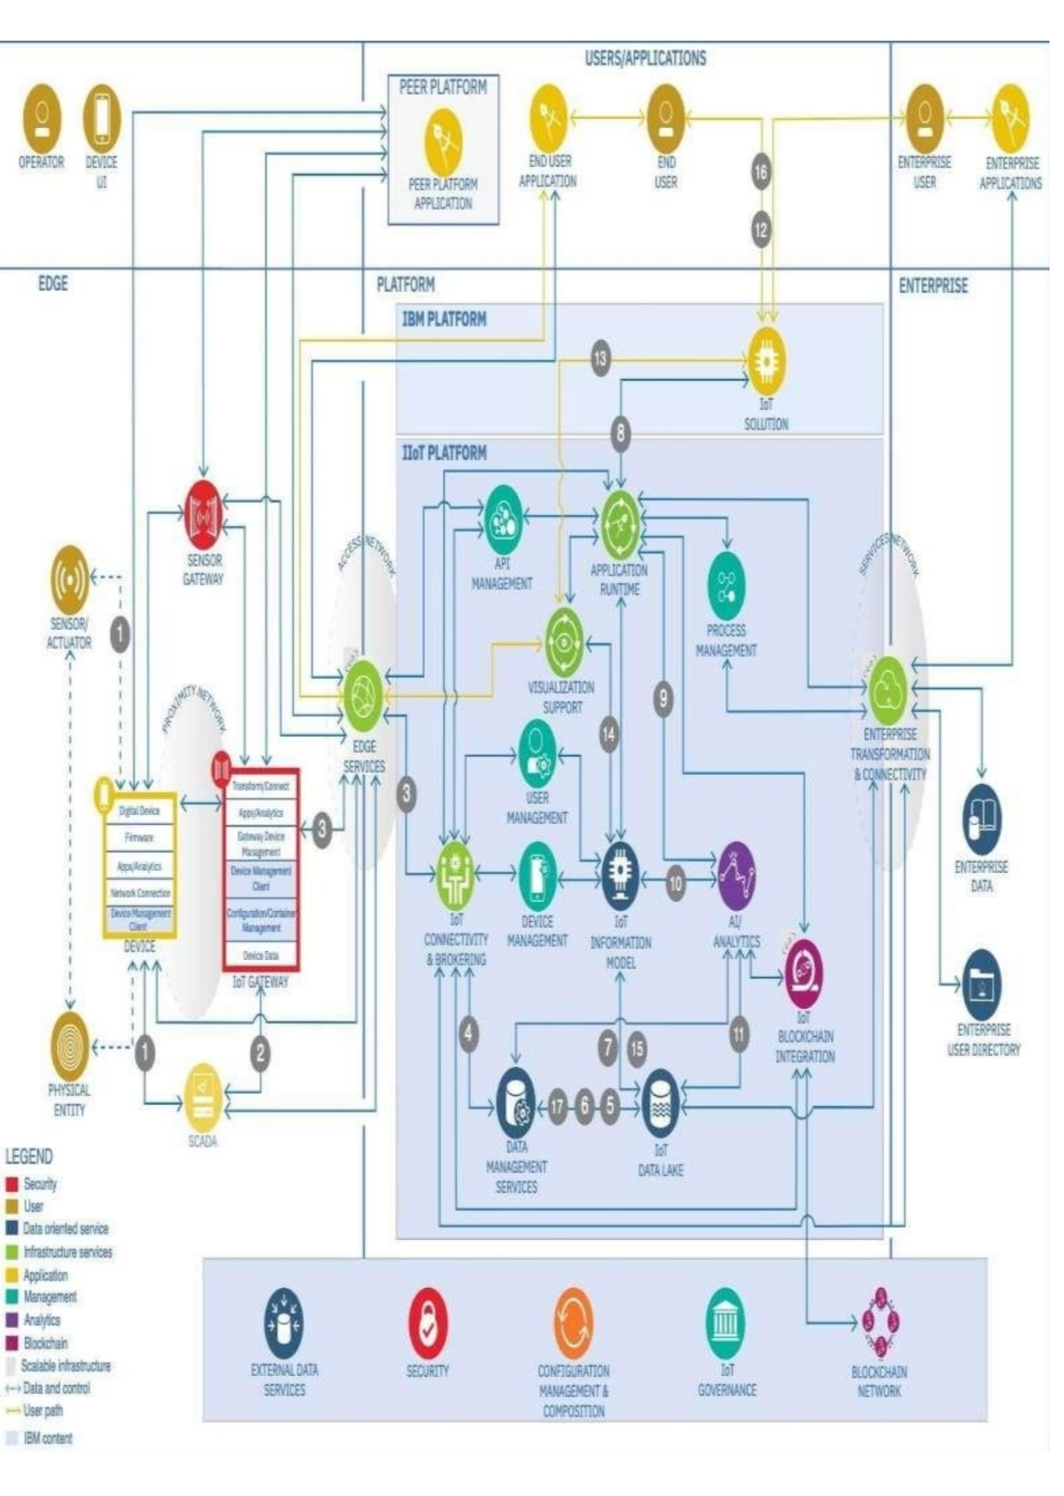 USERS/APPLICATIONS
OPERATOR
DEVICE
UI
PEER PLATFORM
PEER PLATFORM
APPLICATION
END USER
APPLICATION
END
USER
16
12
ENTERPRISE
USER
ENTERPRISE
APPLICATIONS
EDGE
PLATFORM
ENTERPRISE
IBM PLATFORM
13
IoT
SOLUTION
8
IIoT PLATFORM
SENSOR
GATEWAY
ACCESS NETWORK
API
MANAGEMENT
APPLICATION
RUNTIME
SERVICES NETWORK
SENSOR/
ACTUATOR
1
PROCESS
MANAGEMENT
PROXIMITY NETWORK
VISUALIZATION
SUPPORT
9
14
EDGE
SERVICES
ENTERPRISE
TRANSFORMATION
& CONNECTIVITY
USER
MANAGEMENT
3
3
Digital Device
Firmware
Apps/Analytics
Network Connection
Device Management
Client
DEVICE
Transform/Connect
Apps/Analytics
Gateway Device
Management
Device Management
Client
Configuration/Container
Management
Device Data
IoT GATEWAY
ENTERPRISE
DATA
IoT
CONNECTIVITY
& BROKERING
DEVICE
MANAGEMENT
IoT
INFORMATION
MODEL
10
AI/
ANALYTICS
IoT
BLOCKCHAIN
INTEGRATION
ENTERPRISE
USER DIRECTORY
1
2
4
7
15
11
PHYSICAL
ENTITY
SCADA
17
6
5
DATA
MANAGEMENT
SERVICES
IoT
DATA LAKE
LEGEND
Security
User
Data oriented service
Infrastructure services
Application
Management
Analytics
Blockchain
Scalable infrastructure
Data and control
User path
IBM content
EXTERNAL DATA
SERVICES
SECURITY
CONFIGURATION
MANAGEMENT &
COMPOSITION
IoT
GOVERNANCE
BLOCKCHAIN
NETWORK